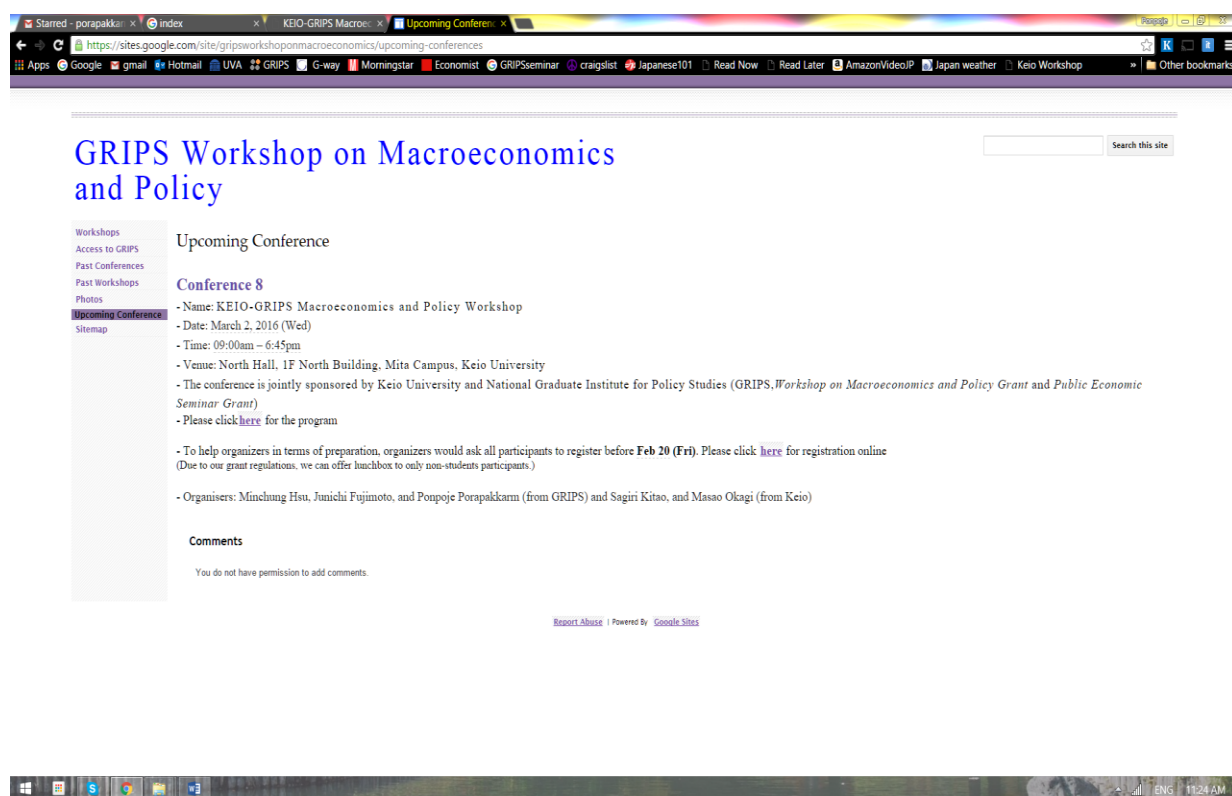 Starred - porapakkar
index
KEIO-GRIPS Macroec
Upcoming Conferenc
Ponpoje
https://sites.google.com/site/gripsworkshoponmacroeconomics/upcoming-conferences
Apps Google gmail Hotmail UVA GRIPS G-way Morningstar Economist GRIPSseminar craigslist Japanese101 Read Now Read Later AmazonVideoJP Japan weather Keio Workshop » Other bookmarks
GRIPS Workshop on Macroeconomics
and Policy
Search this site
Workshops
Access to GRIPS
Past Conferences
Past Workshops
Photos
Upcoming Conference
Sitemap
Upcoming Conference
Conference 8
- Name: KEIO-GRIPS Macroeconomics and Policy Workshop
- Date: March 2, 2016 (Wed)
- Time: 09:00am – 6:45pm
- Venue: North Hall, 1F North Building, Mita Campus, Keio University
- The conference is jointly sponsored by Keio University and National Graduate Institute for Policy Studies (GRIPS,Workshop on Macroeconomics and Policy Grant and Public Economic
Seminar Grant)
- Please click here for the program
- To help organizers in terms of preparation, organizers would ask all participants to register before Feb 20 (Fri). Please click here for registration online
(Due to our grant regulations, we can offer lunchbox to only non-students participants.)
- Organisers: Minchung Hsu, Junichi Fujimoto, and Ponpoje Porapakkarm (from GRIPS) and Sagiri Kitao, and Masao Okagi (from Keio)
Comments
You do not have permission to add comments.
Report Abuse | Powered By Google Sites
ENG 11:24 AM